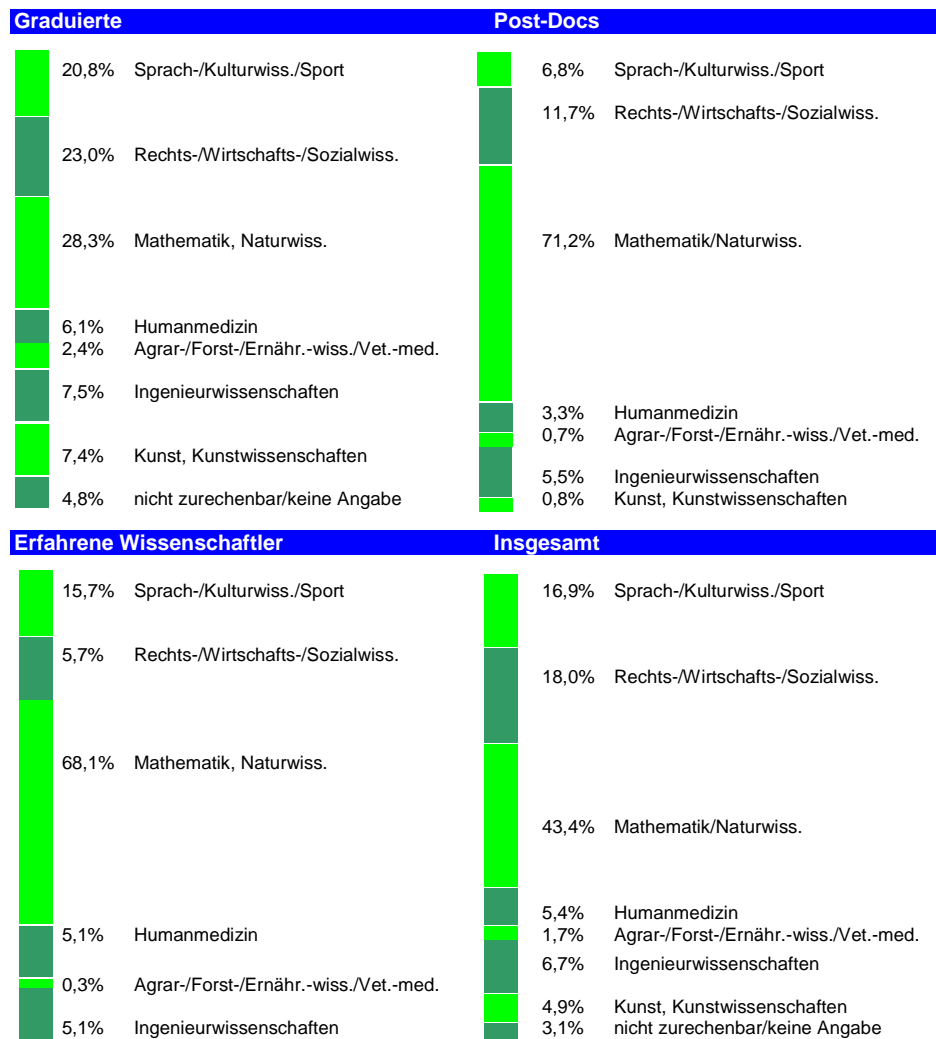 Graduierte
20,8% Sprach-/Kulturwiss./Sport
23,0% Rechts-/Wirtschafts-/Sozialwiss.
28,3% Mathematik, Naturwiss.
6,1% Humanmedizin
2,4% Agrar-/Forst-/Ernähr.-wiss./Vet.-med.
7,5% Ingenieurwissenschaften
7,4% Kunst, Kunstwissenschaften
4,8% nicht zurechenbar/keine Angabe
Post-Docs
6,8% Sprach-/Kulturwiss./Sport
11,7% Rechts-/Wirtschafts-/Sozialwiss.
71,2% Mathematik/Naturwiss.
3,3% Humanmedizin
0,7% Agrar-/Forst-/Ernähr.-wiss./Vet.-med.
5,5% Ingenieurwissenschaften
0,8% Kunst, Kunstwissenschaften
Erfahrene Wissenschaftler
15,7% Sprach-/Kulturwiss./Sport
5,7% Rechts-/Wirtschafts-/Sozialwiss.
68,1% Mathematik, Naturwiss.
5,1% Humanmedizin
0,3% Agrar-/Forst-/Ernähr.-wiss./Vet.-med.
5,1% Ingenieurwissenschaften
Insgesamt
16,9% Sprach-/Kulturwiss./Sport
18,0% Rechts-/Wirtschafts-/Sozialwiss.
43,4% Mathematik/Naturwiss.
5,4% Humanmedizin
1,7% Agrar-/Forst-/Ernähr.-wiss./Vet.-med.
6,7% Ingenieurwissenschaften
4,9% Kunst, Kunstwissenschaften
3,1% nicht zurechenbar/keine Angabe